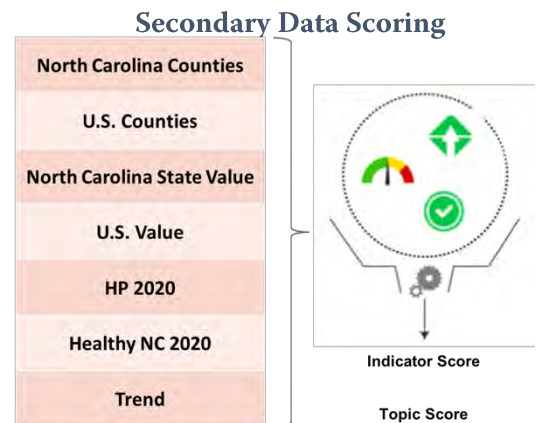 Secondary Data Scoring
North Carolina Counties
U.S. Counties
North Carolina State Value
U.S. Value
HP 2020
Healthy NC 2020
Trend
Indicator Score
Topic Score